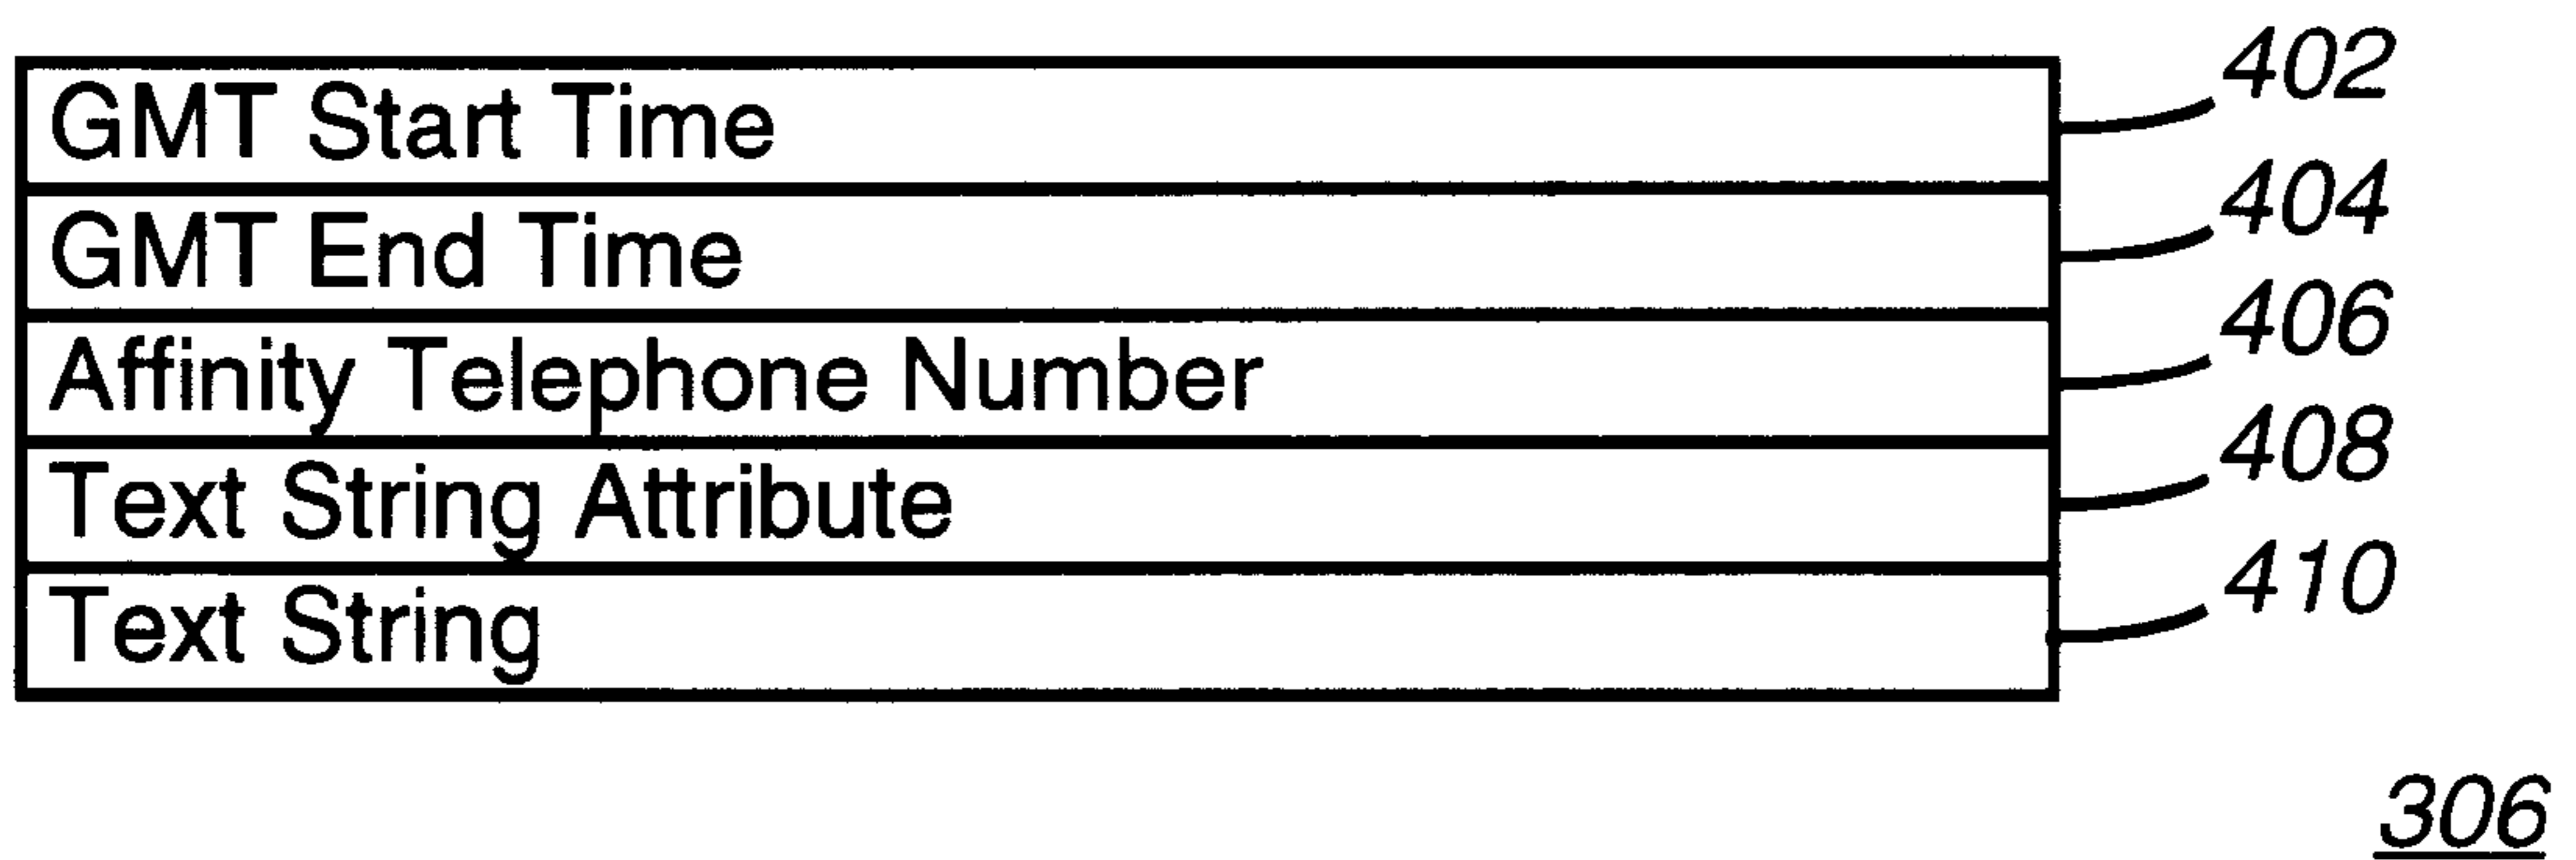 GMT Start Time 402
GMT End Time 404
Affinity Telephone Number 406
Text String Attribute 408
Text String 410
306